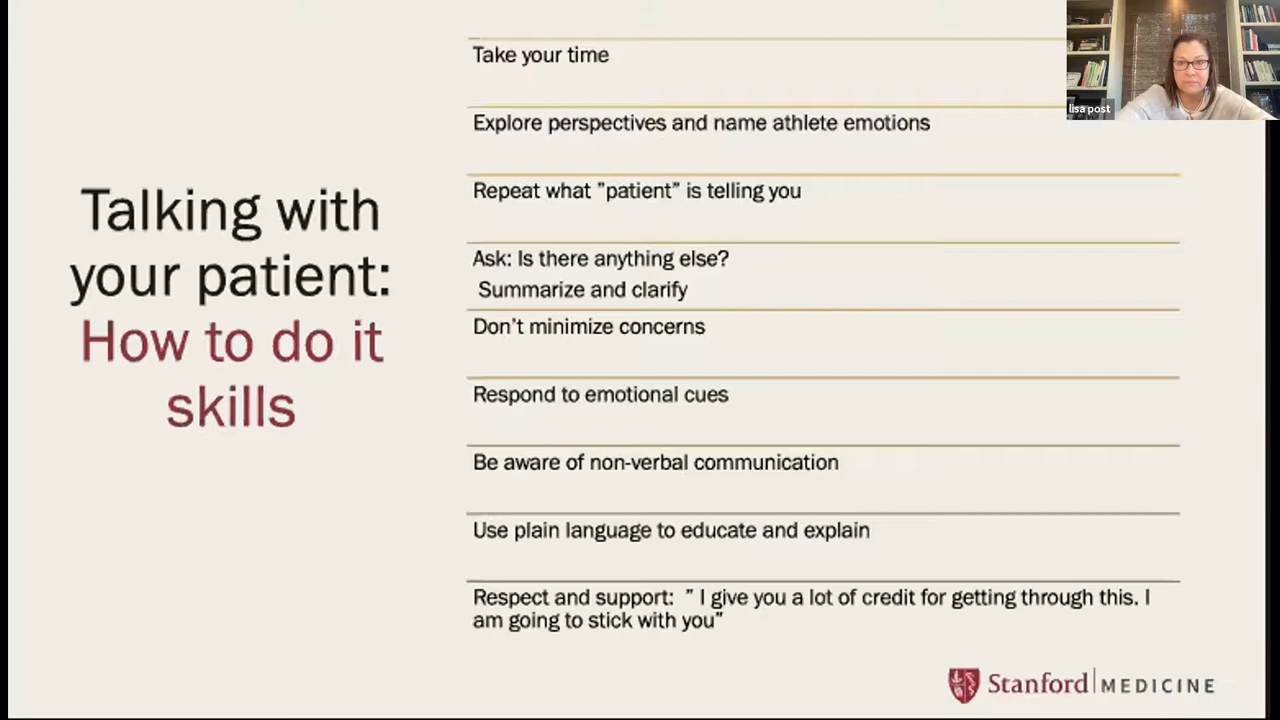 Talking with
your patient:
How to do it
skills
Take your time
Explore perspectives and name athlete emotions
Repeat what ”patient” is telling you
Ask: Is there anything else?
Summarize and clarify
Don’t minimize concerns
Respond to emotional cues
Be aware of non-verbal communication
Use plain language to educate and explain
Respect and support: ” I give you a lot of credit for getting through this. I
am going to stick with you”
lisa post
Stanford MEDICINE